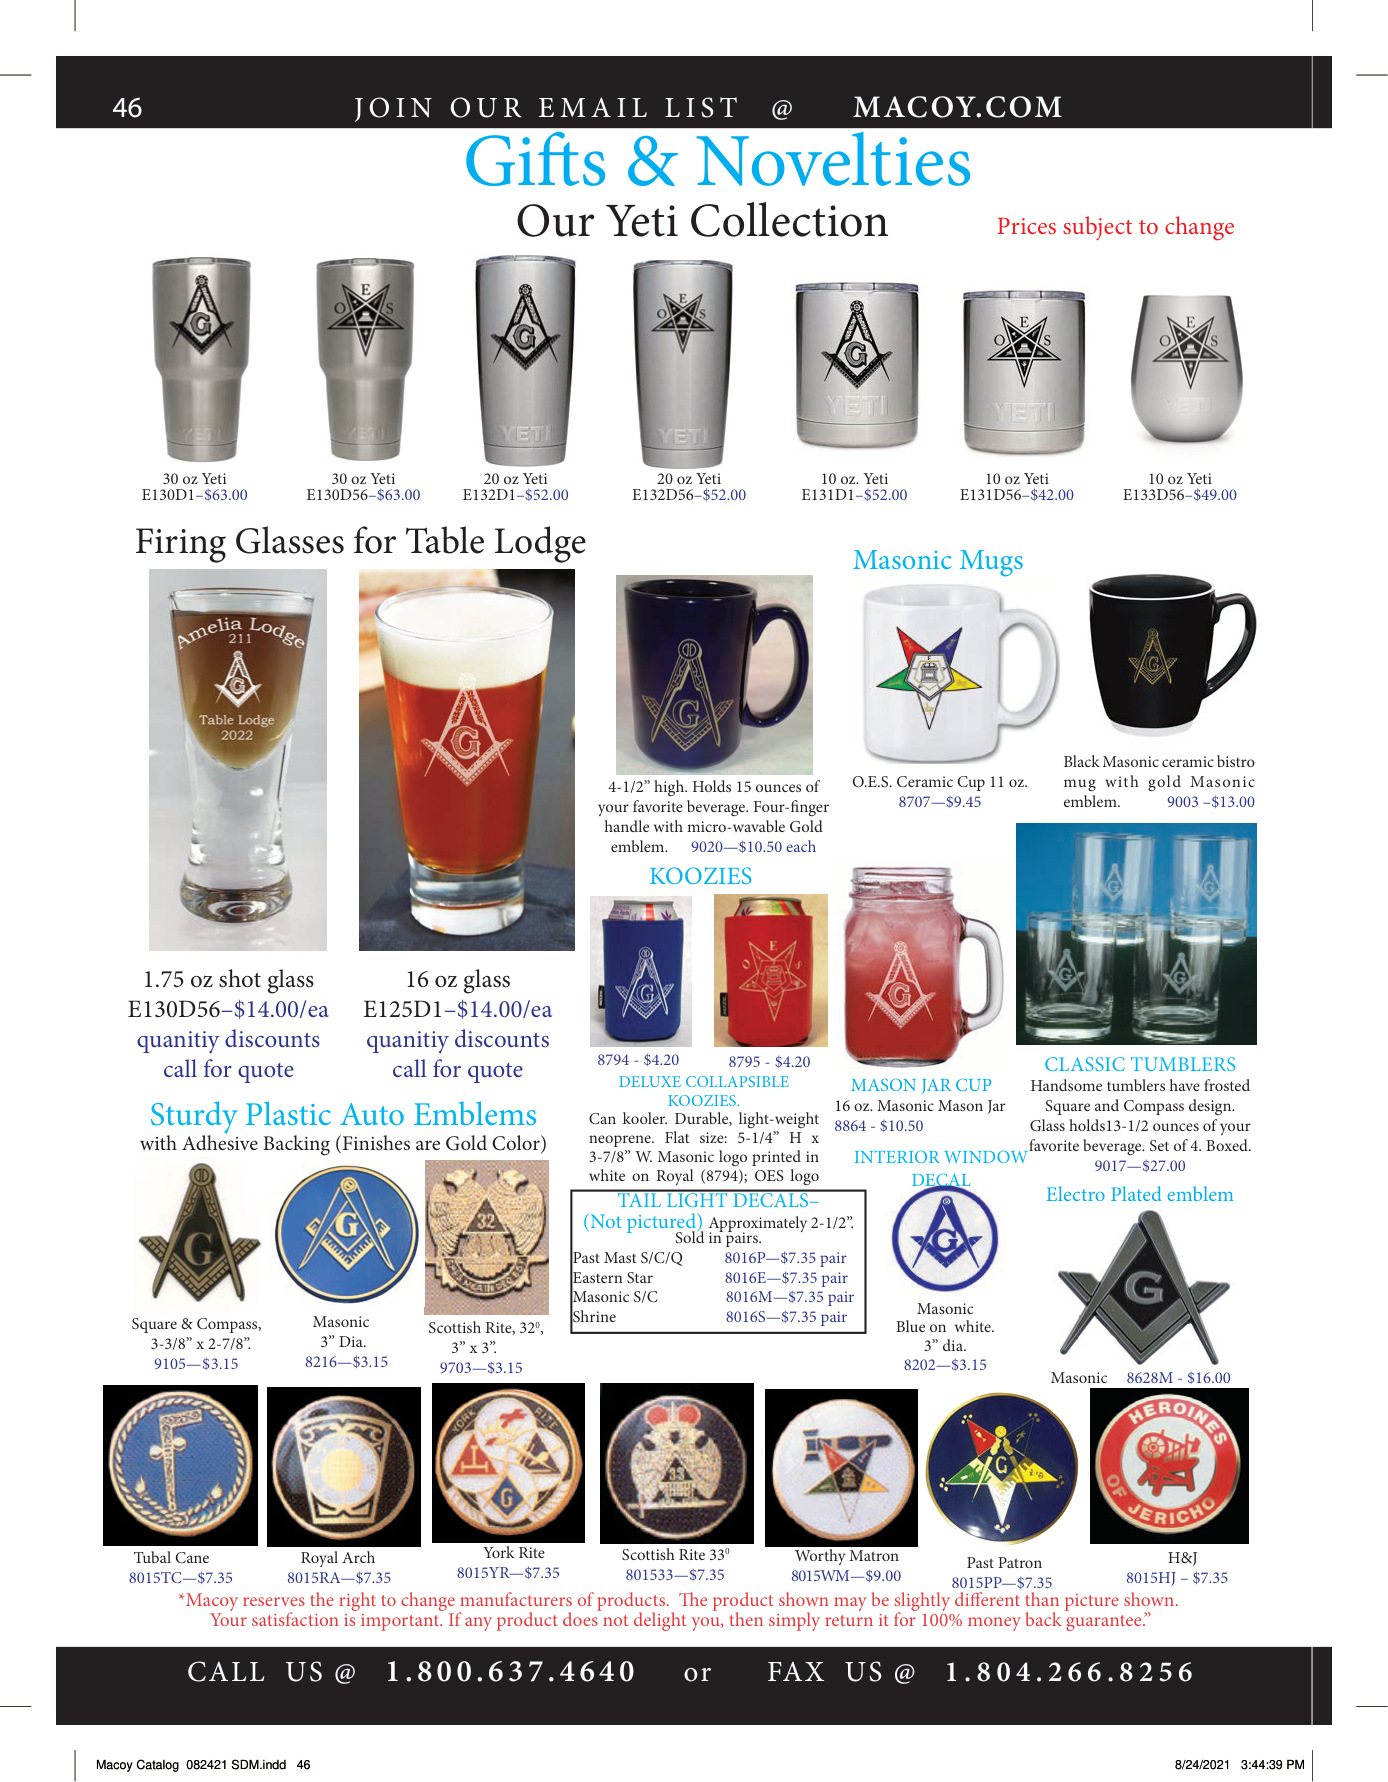 46
JOIN OUR EMAIL LIST @ MACOY.COM
Gifts & Novelties
Our Yeti Collection
Prices subject to change
30 oz Yeti
E130D1–$63.00
30 oz Yeti
E130D56–$63.00
20 oz Yeti
E132D1–$52.00
20 oz Yeti
E132D56–$52.00
10 oz. Yeti
E131D1–$52.00
10 oz Yeti
E131D56–$42.00
10 oz Yeti
E133D56–$49.00
Firing Glasses for Table Lodge
Amelia Lodge
211
G
Table Lodge
2022
G
1.75 oz shot glass
E130D56–$14.00/ea
quanitiy discounts
call for quote
16 oz glass
E125D1–$14.00/ea
quanitiy discounts
call for quote
Masonic Mugs
4-1/2” high. Holds 15 ounces of
your favorite beverage. Four-finger
handle with micro-wavable Gold
emblem. 9020—$10.50 each
O.E.S. Ceramic Cup 11 oz.
8707—$9.45
Black Masonic ceramic bistro
mug with gold Masonic
emblem. 9003 –$13.00
KOOZIES
8794 - $4.20
8795 - $4.20
DELUXE COLLAPSIBLE
KOOZIES.
Can kooler. Durable, light-weight
neoprene. Flat size: 5-1/4” H x
3-7/8” W. Masonic logo printed in
white on Royal (8794); OES logo
MASON JAR CUP
16 oz. Masonic Mason Jar
8864 - $10.50
CLASSIC TUMBLERS
Handsome tumblers have frosted
Square and Compass design.
Glass holds13-1/2 ounces of your
favorite beverage. Set of 4. Boxed.
9017—$27.00
Sturdy Plastic Auto Emblems
with Adhesive Backing (Finishes are Gold Color)
Square & Compass,
3-3/8” x 2-7/8”.
9105—$3.15
Masonic
3” Dia.
8216—$3.15
32
Scottish Rite, 32⁰,
3” x 3”.
9703—$3.15
TAIL LIGHT DECALS–
(Not pictured) Approximately 2-1/2”.
Sold in pairs.
Past Mast S/C/Q 8016P—$7.35 pair
Eastern Star 8016E—$7.35 pair
Masonic S/C 8016M—$7.35 pair
Shrine 8016S—$7.35 pair
INTERIOR WINDOW
DECAL
Masonic
Blue on white.
3” dia.
8202—$3.15
Electro Plated emblem
G
Masonic 8628M - $16.00
Tubal Cane
8015TC—$7.35
Royal Arch
8015RA—$7.35
YORK RITE
York Rite
8015YR—$7.35
33
Scottish Rite 33⁰
801533—$7.35
Worthy Matron
8015WM—$9.00
Past Patron
8015PP—$7.35
HEROINES
OF JERICHO
H&J
8015HJ – $7.35
*Macoy reserves the right to change manufacturers of products. The product shown may be slightly different than picture shown.
Your satisfaction is important. If any product does not delight you, then simply return it for 100% money back guarantee.”
CALL US @ 1.800.637.4640 or FAX US @ 1.804.266.8256
Macoy Catalog 082421 SDM.indd 46
8/24/2021 3:44:39 PM